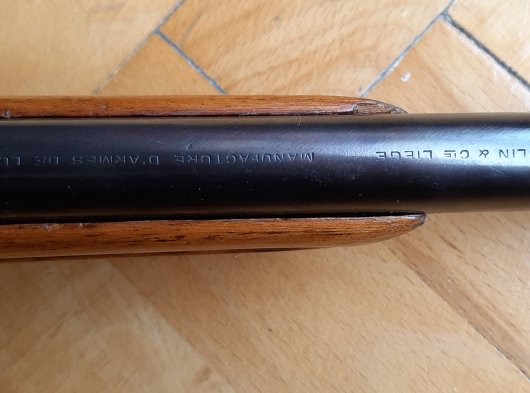 LIN & CIE LIEGE MANUFACTURE D'ARMES DE